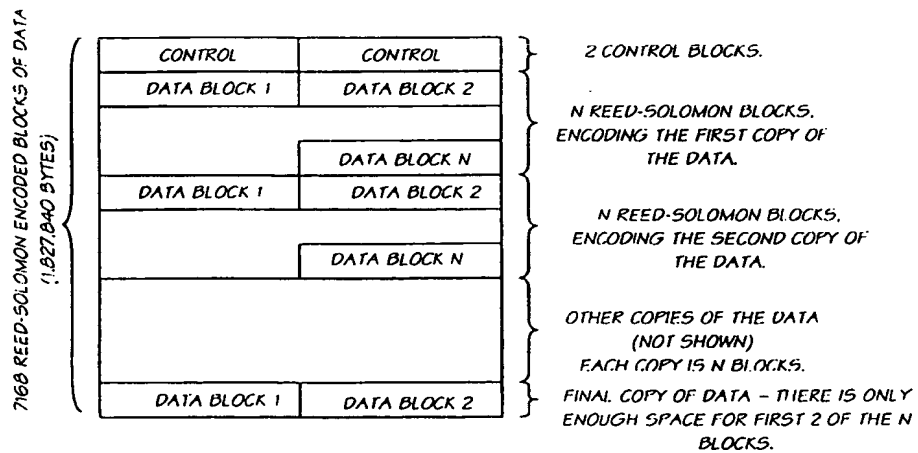 7168 REED-SOLOMON ENCODED BLOCKS OF DATA
(1,827,840 BYTES)
CONTROL CONTROL
2 CONTROL BLOCKS.
DATA BLOCK 1 DATA BLOCK 2
N REED-SOLOMON BLOCKS,
ENCODING THE FIRST COPY OF
THE DATA.
DATA BLOCK N
DATA BLOCK 1 DATA BLOCK 2
N REED-SOLOMON BLOCKS,
ENCODING THE SECOND COPY OF
THE DATA.
DATA BLOCK N
OTHER COPIES OF THE DATA
(NOT SHOWN)
EACH COPY IS N BLOCKS.
DATA BLOCK 1 DATA BLOCK 2
FINAL COPY OF DATA – THERE IS ONLY
ENOUGH SPACE FOR FIRST 2 OF THE N
BLOCKS.